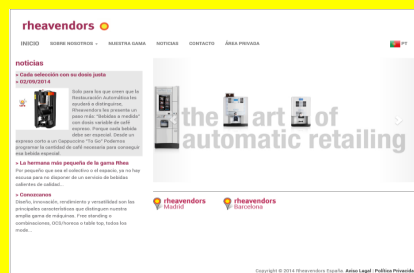 rheavendors
INICIO SOBRE NOSOTROS NUESTRA GAMA NOTICIAS CONTACTO ÁREA PRIVADA PT
noticias
» Cada selección con su dosis justa
» 02/09/2014
Solo para los que creen que la
Restauración Automática les
ayudará a distinguirse,
Rheavendors les presenta un
paso más: "Bebidas a medida"
con dosis variable de café
expreso. Porque cada bebida
debe ser especial: Desde un
expreso corto a un Cappuccino "To Go" Podemos
programar la cantidad de café necesaria para conseguir
esa bebida especial
» La hermana más pequeña de la gama Rhea
Por pequeño que sea el colectivo o el espacio, ya no hay
excusa para no disponer de un servicio de bebidas
calientes de calidad...
» Conozcanos
Diseño, innovación, rendimiento y versatilidad son las
principales características que distinguen nuestra
amplia gama de máquinas. Free standing o
combinaciones, OCS/horeca o table top, todos los
mode...
the art of
automatic retailing
rheavendors
Madrid
rheavendors
Barcelona
Copyright © 2014 Rheavendors España. Aviso Legal | Política Privacidad